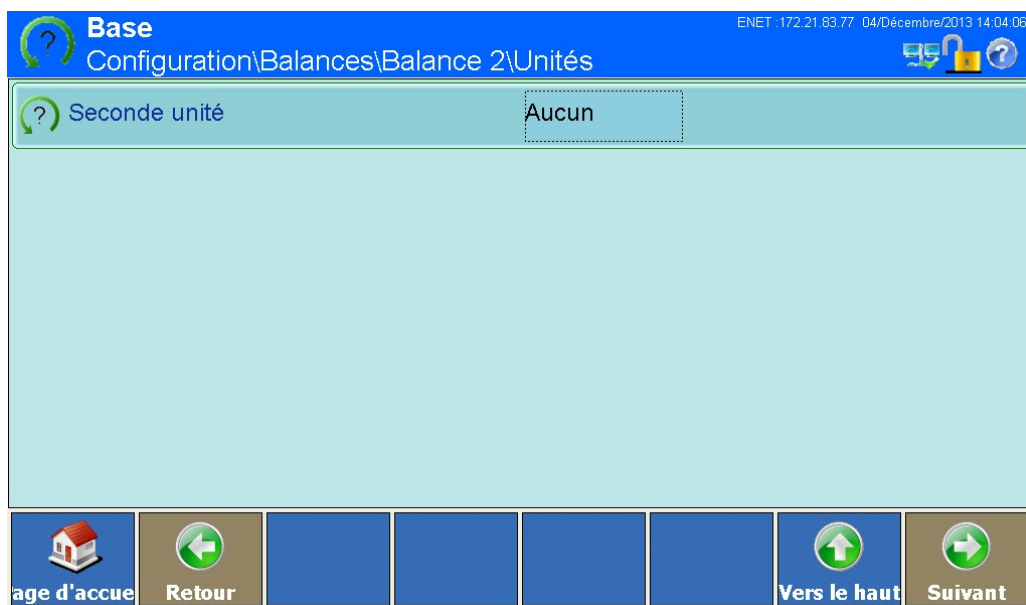 Base
ENET :172.21.83.77 04/Décembre/2013 14:04:06
Configuration\Balances\Balance 2\Unités
?
Seconde unité
Aucun
age d'accue
Retour
Vers le haut
Suivant